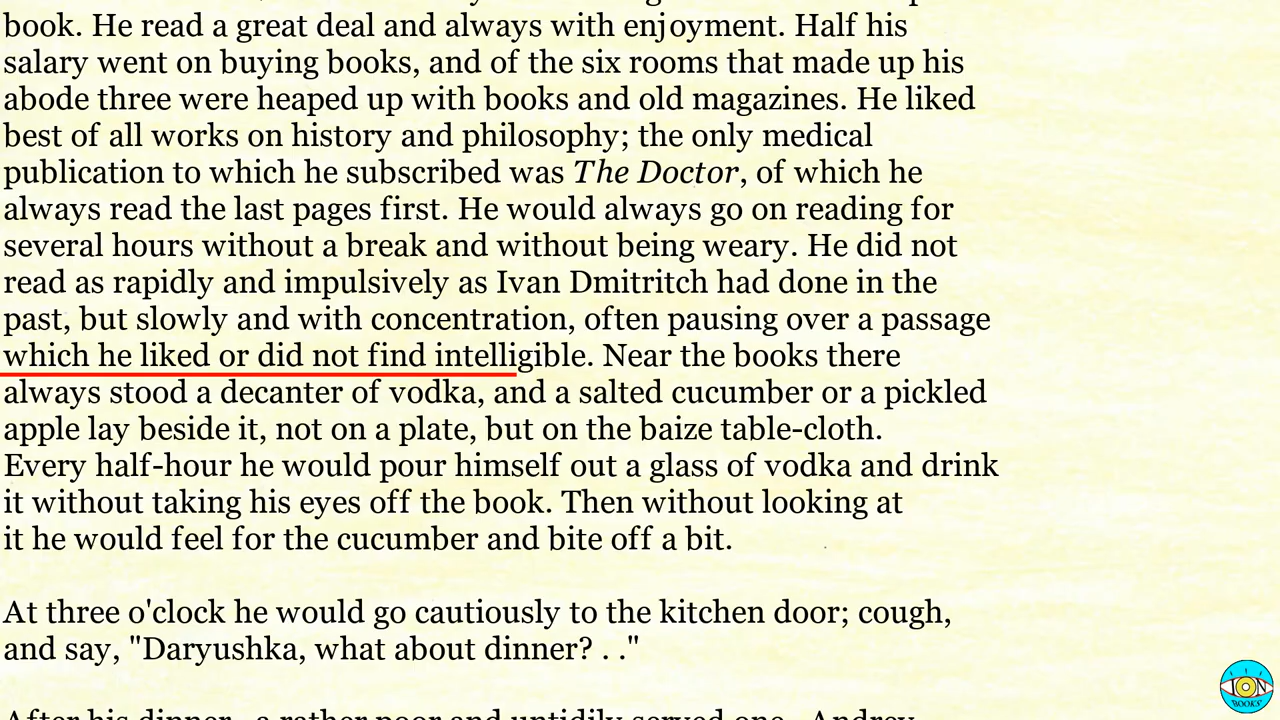 book. He read a great deal and always with enjoyment. Half his
salary went on buying books, and of the six rooms that made up his
abode three were heaped up with books and old magazines. He liked
best of all works on history and philosophy; the only medical
publication to which he subscribed was The Doctor, of which he
always read the last pages first. He would always go on reading for
several hours without a break and without being weary. He did not
read as rapidly and impulsively as Ivan Dmitritch had done in the
past, but slowly and with concentration, often pausing over a passage
which he liked or did not find intelligible. Near the books there
always stood a decanter of vodka, and a salted cucumber or a pickled
apple lay beside it, not on a plate, but on the baize table-cloth.
Every half-hour he would pour himself out a glass of vodka and drink
it without taking his eyes off the book. Then without looking at
it he would feel for the cucumber and bite off a bit.
At three o'clock he would go cautiously to the kitchen door; cough,
and say, "Daryushka, what about dinner? . ."
After his dinner--a rather poor and untidily served one--Andrey
ION
BOOKS